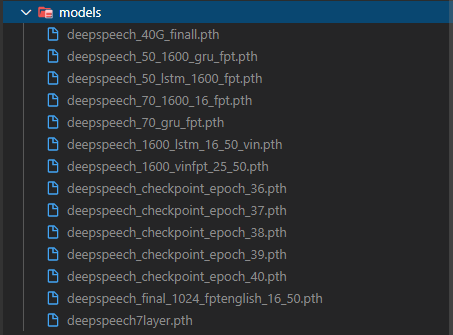 models
deepspeech_40G_finall.pth
deepspeech_50_1600_gru_fpt.pth
deepspeech_50_lstm_1600_fpt.pth
deepspeech_70_1600_16_fpt.pth
deepspeech_70_gru_fpt.pth
deepspeech_1600_lstm_16_50_vin.pth
deepspeech_1600_vinfpt_25_50.pth
deepspeech_checkpoint_epoch_36.pth
deepspeech_checkpoint_epoch_37.pth
deepspeech_checkpoint_epoch_38.pth
deepspeech_checkpoint_epoch_39.pth
deepspeech_checkpoint_epoch_40.pth
deepspeech_final_1024_fptenglish_16_50.pth
deepspeech7layer.pth